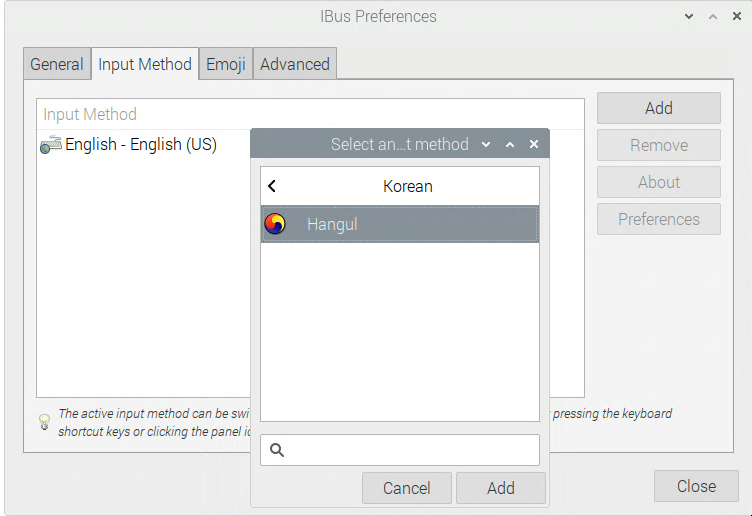 IBus Preferences
General
Input Method
Emoji
Advanced
Input Method
English - English (US)
Add
Remove
About
Preferences
Select an...t method
Korean
Hangul
The active input method can be swi
pressing the keyboard
shortcut keys or clicking the panel ic
Cancel
Add
Close